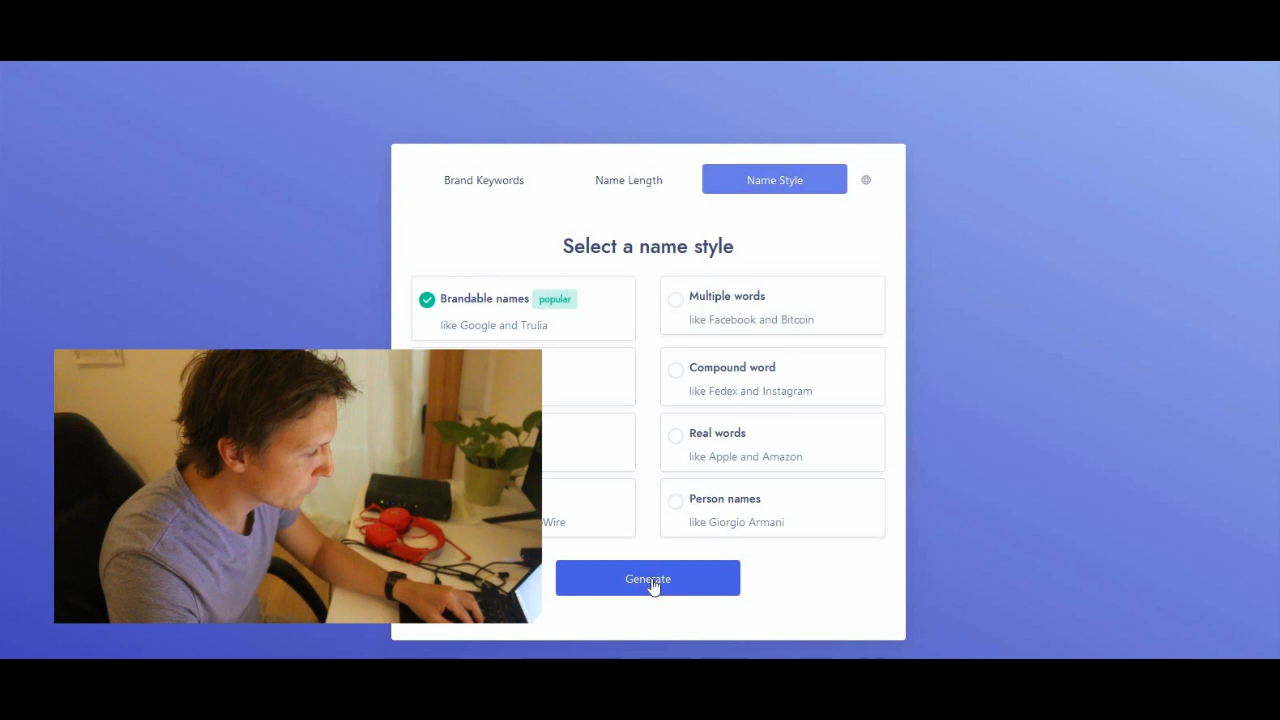 Brand Keywords
Name Length
Name Style
Select a name style
Brandable names popular
like Google and Trulia
Multiple words
like Facebook and Bitcoin
Compound word
like Fedex and Instagram
Real words
like Apple and Amazon
Wire
Person names
like Giorgio Armani
Generate